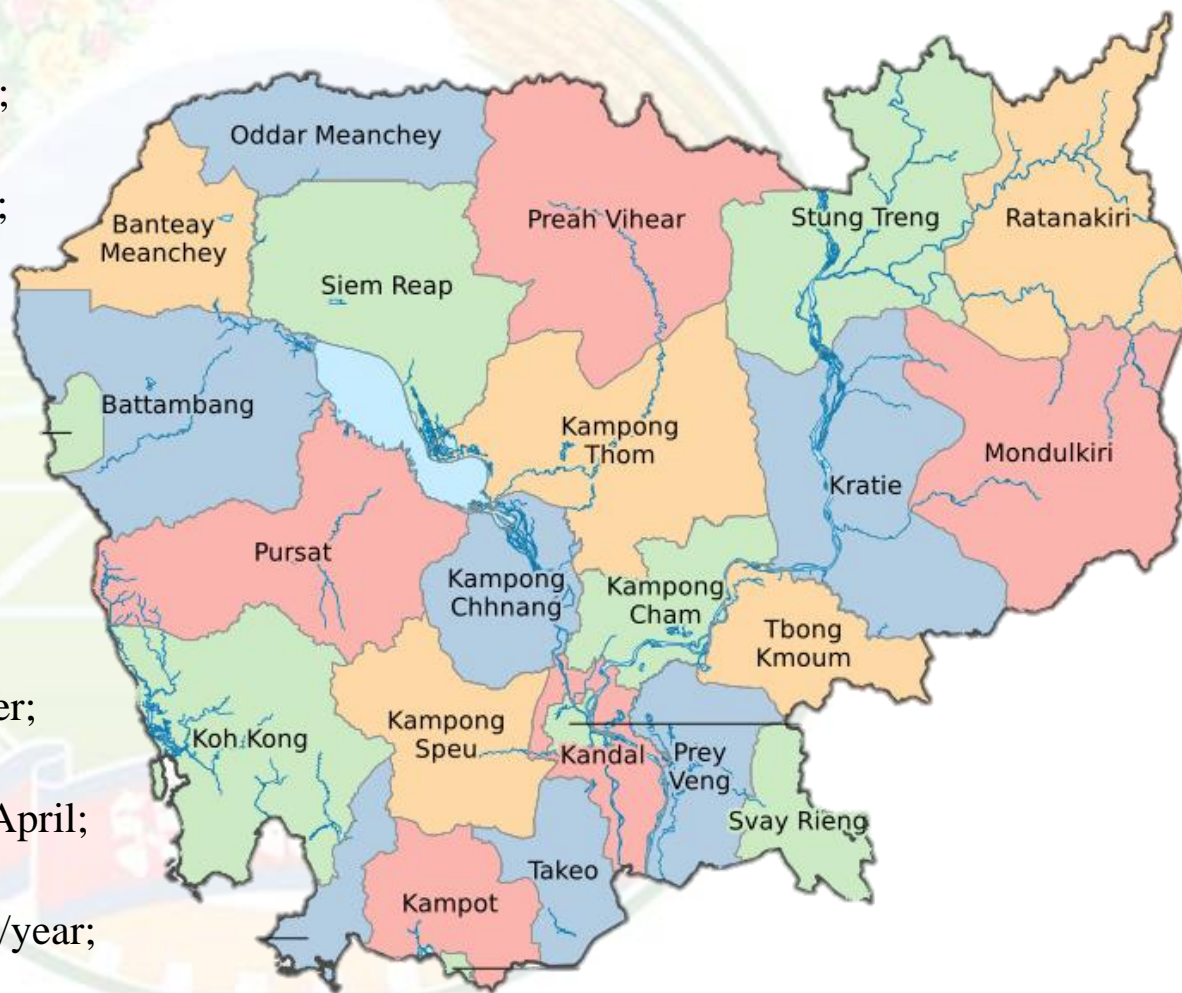 ;
Oddar Meanchey
;
Banteay
Meanchey
Preah Vihear
Stung Treng
Ratanakiri
Siem Reap
Battambang
Kampong
Thom
Mondulkiri
Kratie
Pursat
Kampong
Chhnang
Kampong
Cham
Tbong
Kmoum
er;
Koh Kong
Kampong
Speu
Kandal
Prey
Veng
April;
Svay Rieng
Takeo
Kampot
/year;